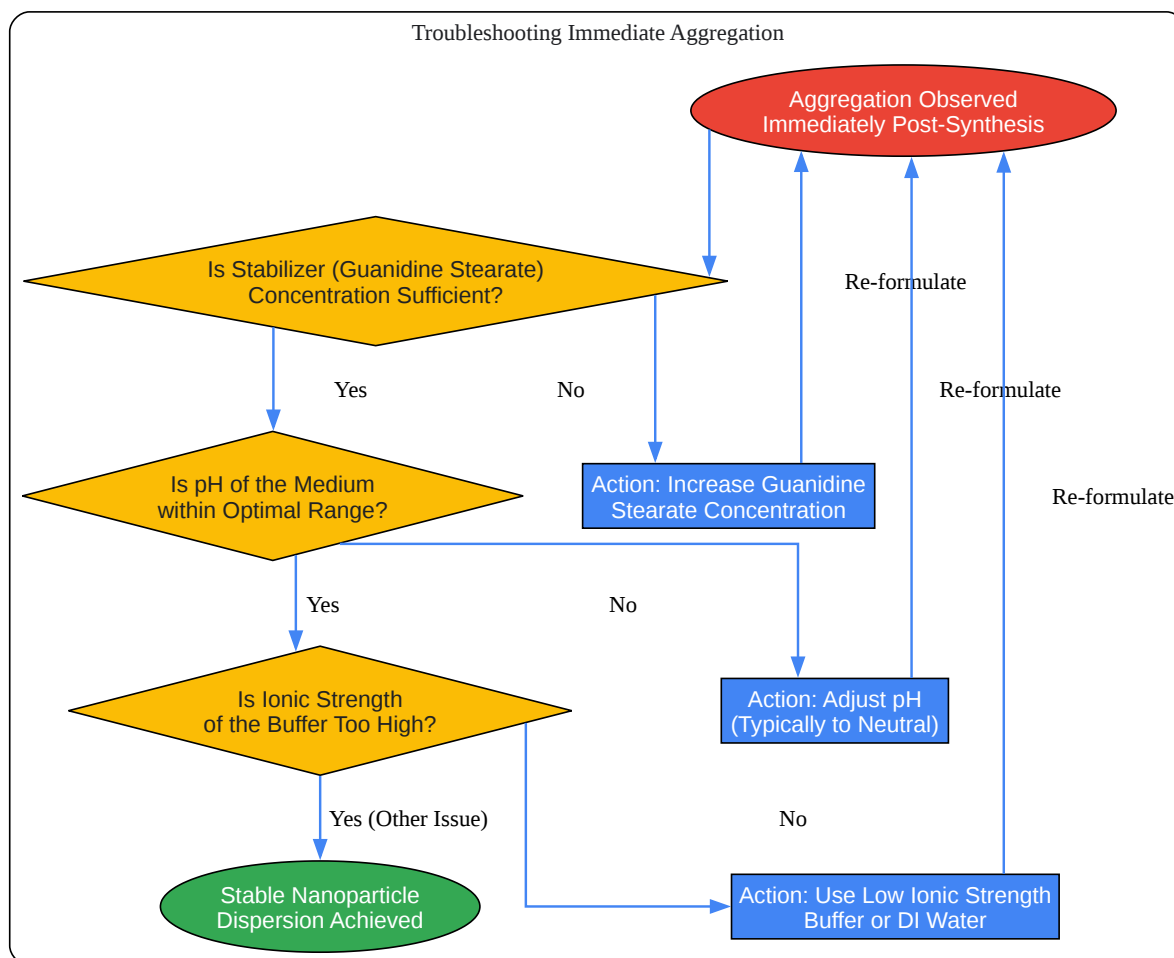 Troubleshooting Immediate Aggregation
Aggregation Observed
Immediately Post-Synthesis
Is Stabilizer (Guanidine Stearate)
Concentration Sufficient?
Re-formulate
Yes
No
Re-formulate
Is pH of the Medium
within Optimal Range?
Action: Increase Guanidine
Stearate Concentration
Re-formulate
Yes
No
Is Ionic Strength
of the Buffer Too High?
Action: Adjust pH
(Typically to Neutral)
Yes (Other Issue)
No
Stable Nanoparticle
Dispersion Achieved
Action: Use Low Ionic Strength
Buffer or DI Water